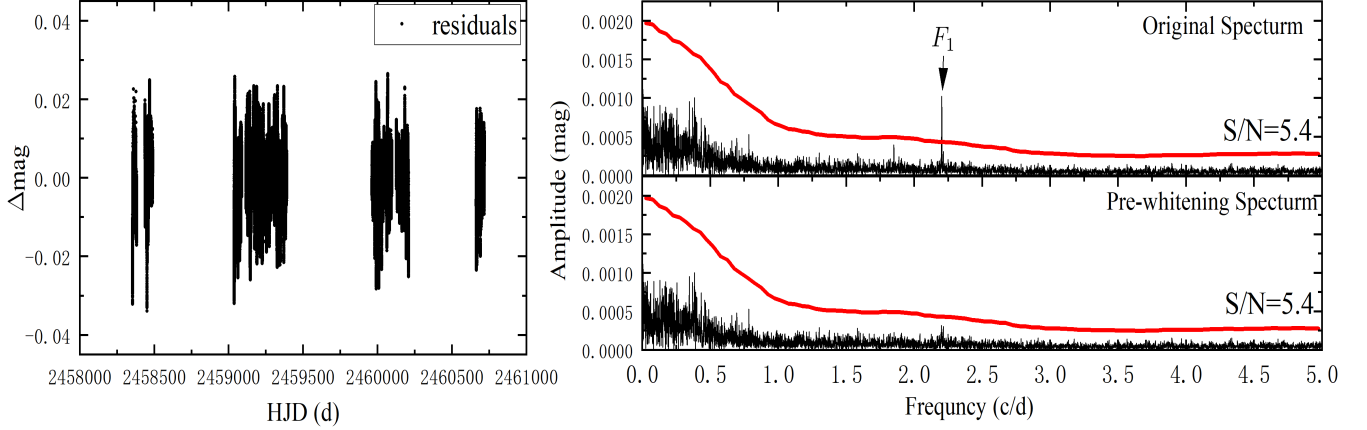 0.04
0.02
0.00
-0.02
-0.04
Δmag
residuals
2458000 2458500 2459000 2459500 2460000 2460500 2461000
HJD (d)
0.0020
0.0015
0.0010
0.0005
0.0000
F1
Original Specturm
S/N=5.4
Amplitude (mag)
0.0020
0.0015
0.0010
0.0005
0.0000
Pre-whitening Specturm
S/N=5.4
0.0 0.5 1.0 1.5 2.0 2.5 3.0 3.5 4.0 4.5 5.0
Frequncy (c/d)